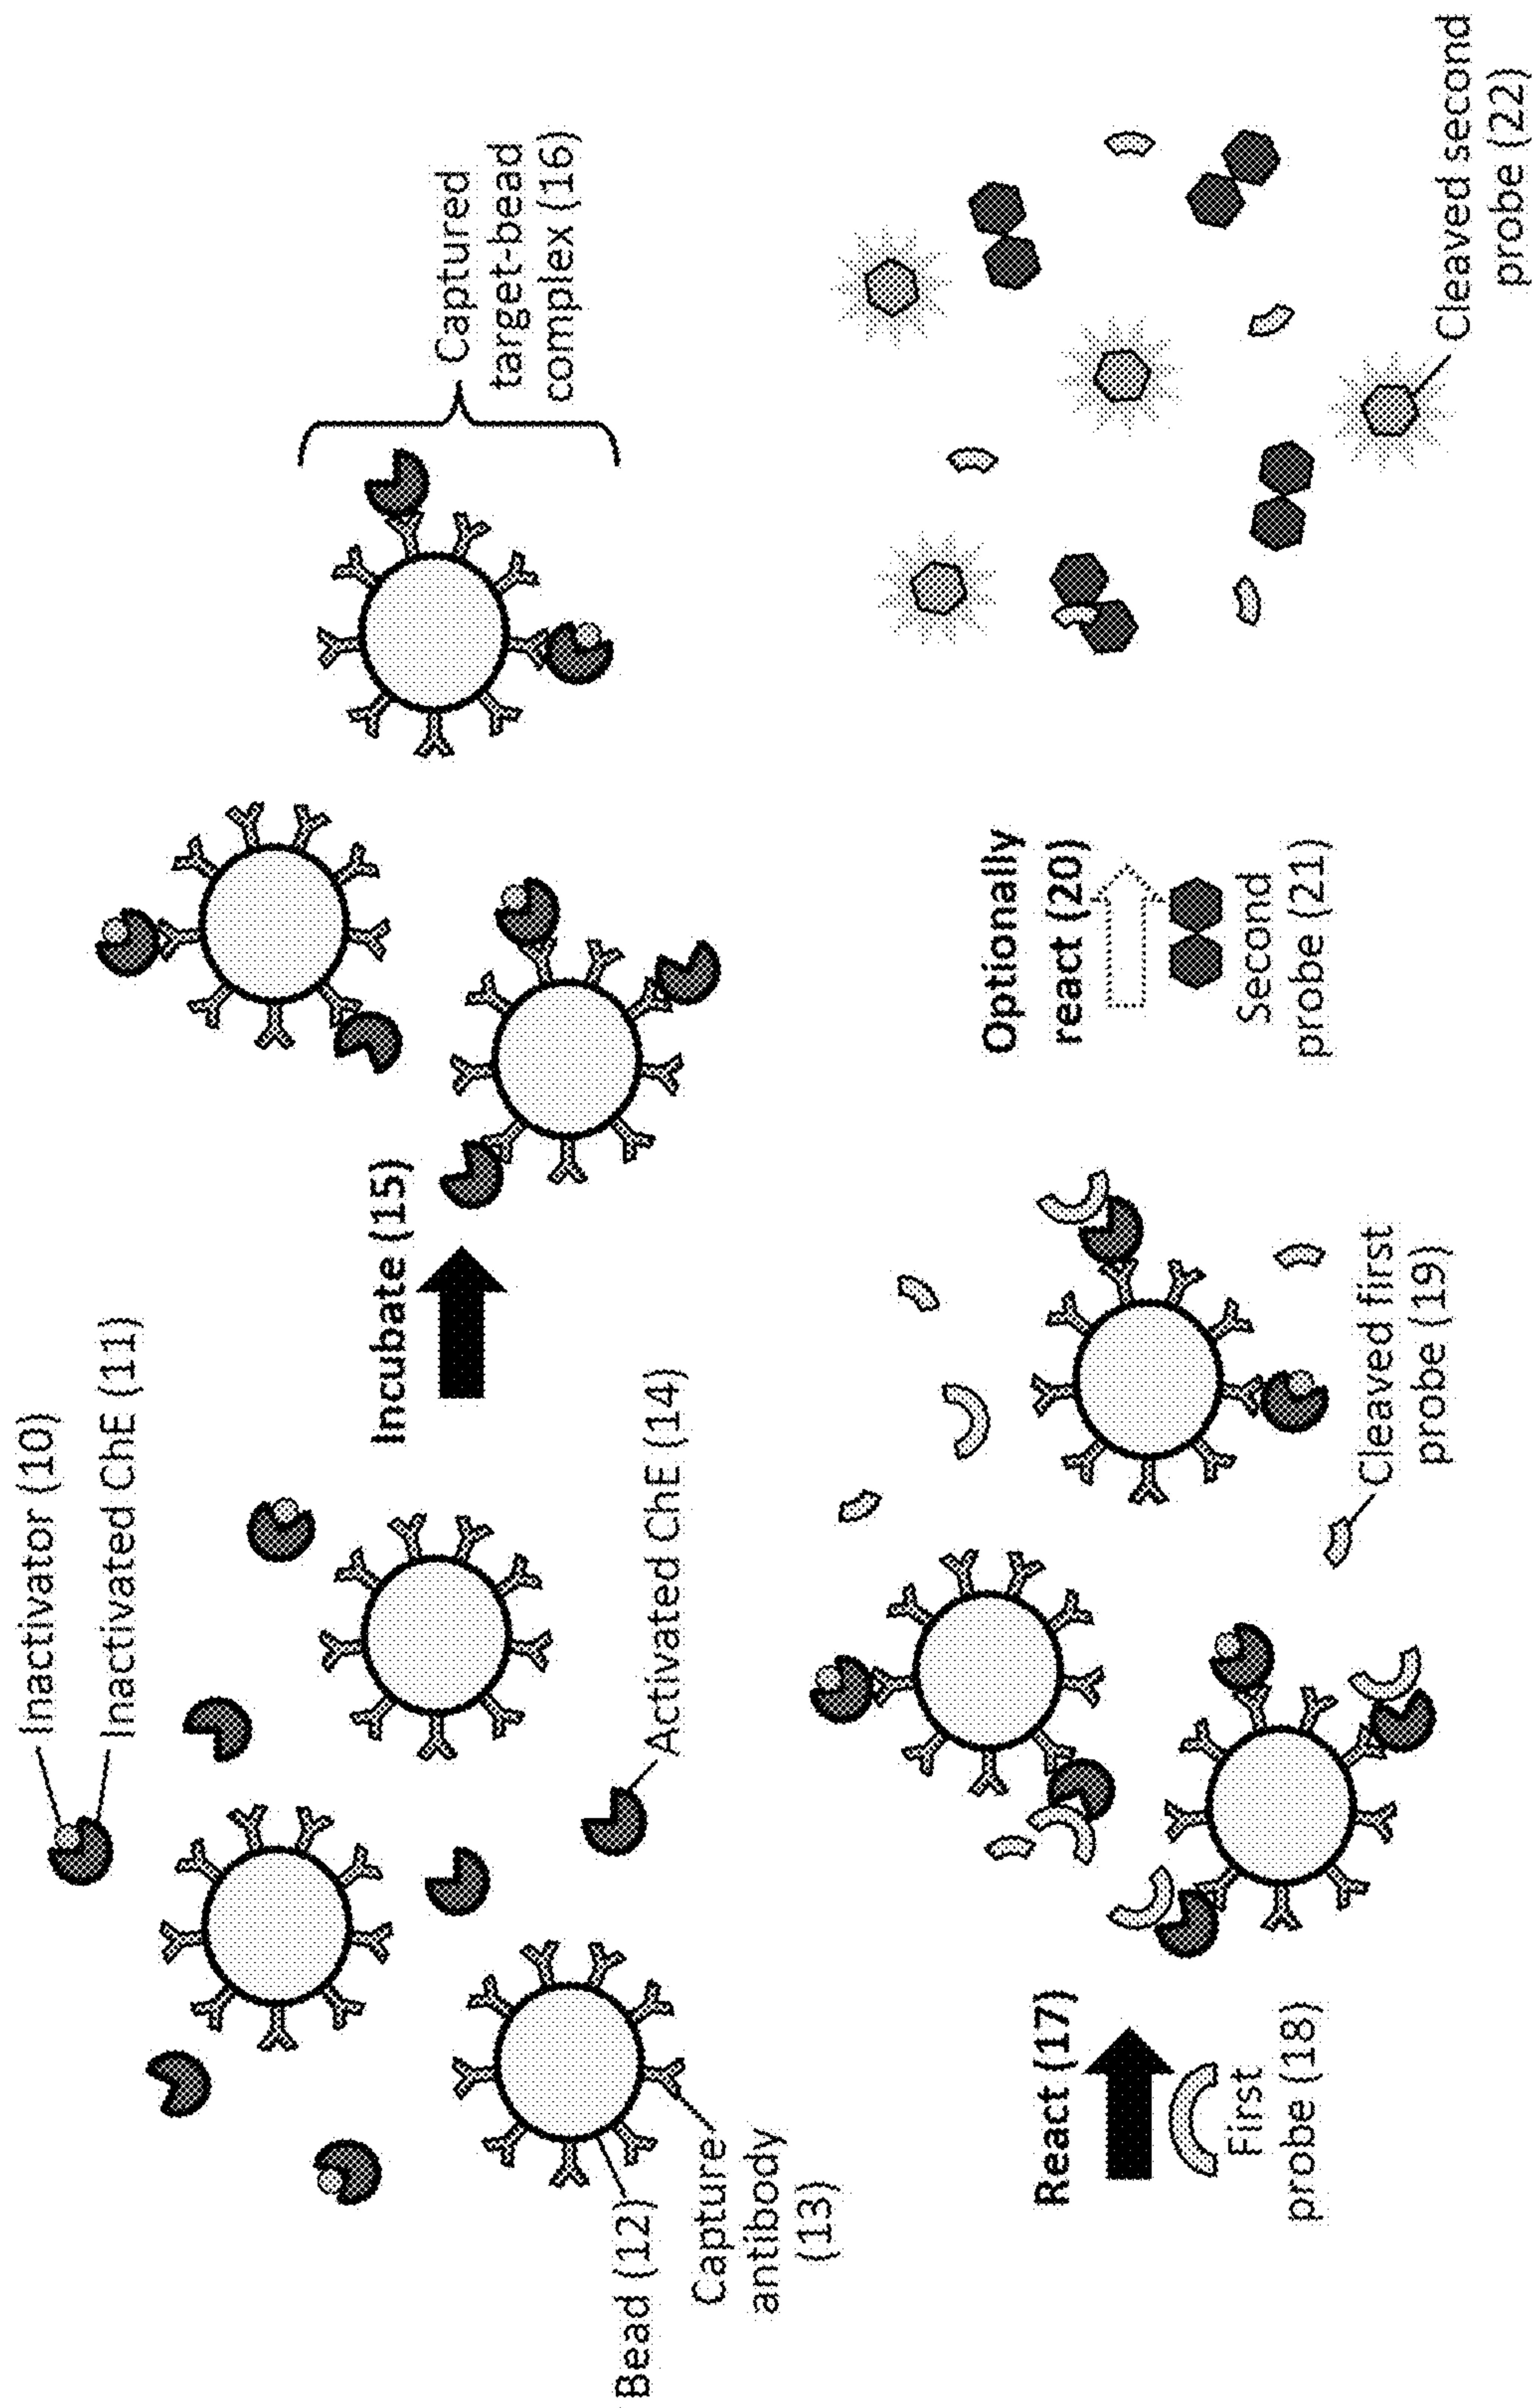 Inactivator (10)
Inactivated ChE (11)
Bead (12)
Capture
antibody
(13)
Activated ChE (14)
Incubate (15)
Captured
target-bead
complex (16)
React (17)
First
probe (18)
Cleaved first
probe (19)
Optionally
react (20)
Second
probe (21)
Cleaved second
probe (22)